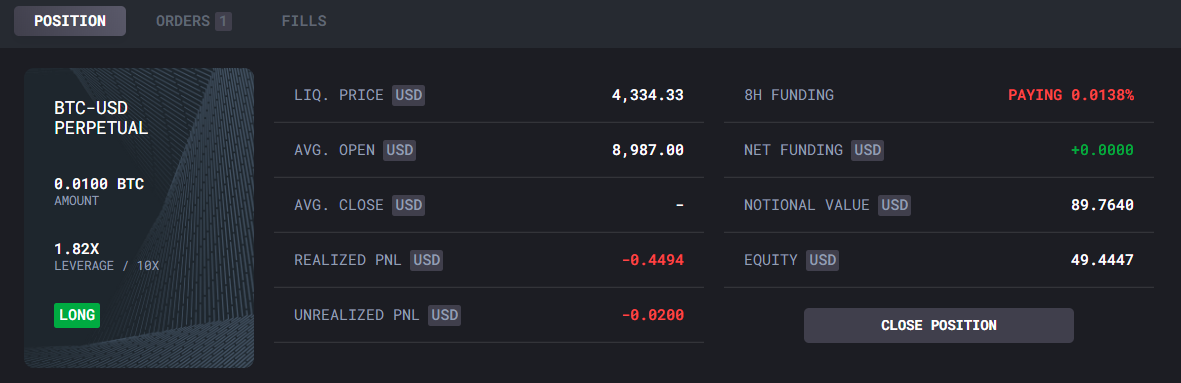 POSITION ORDERS 1 FILLS
BTC-USD
PERPETUAL
0.0100 BTC
AMOUNT
1.82X
LEVERAGE / 10X
LONG
LIQ. PRICE USD 4,334.33
AVG. OPEN USD 8,987.00
AVG. CLOSE USD –
REALIZED PNL USD -0.4494
UNREALIZED PNL USD -0.0200
8H FUNDING PAYING 0.0138%
NET FUNDING USD +0.0000
NOTIONAL VALUE USD 89.7640
EQUITY USD 49.4447
CLOSE POSITION